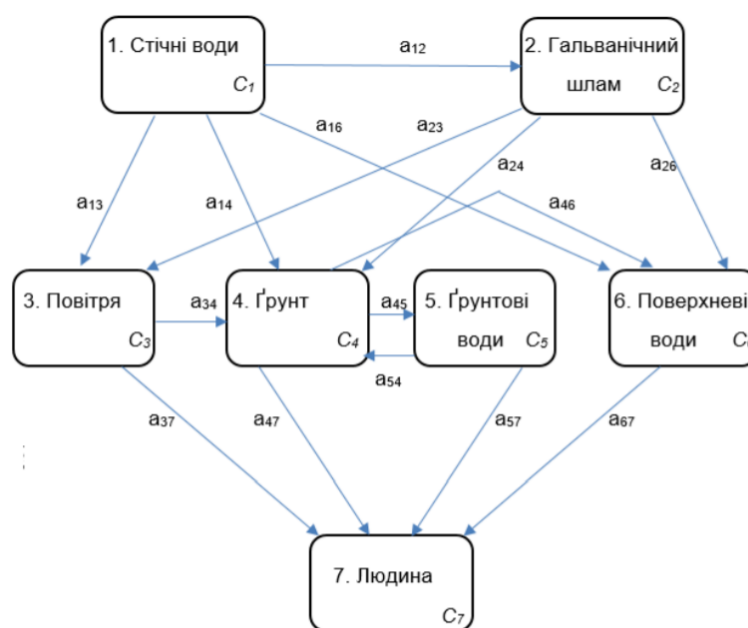 1. Стічні води
C₁
a₁₂
2. Гальванічний
шлам C₂
a₁₆
a₂₃
a₂₄
a₂₆
a₁₃
a₁₄
a₄₆
3. Повітря
C₃
a₃₄
4. Ґрунт
C₄
a₄₅
5. Ґрунтові
води C₅
a₅₄
6. Поверхневі
води
a₃₇
a₄₇
a₅₇
a₆₇
7. Людина
C₇